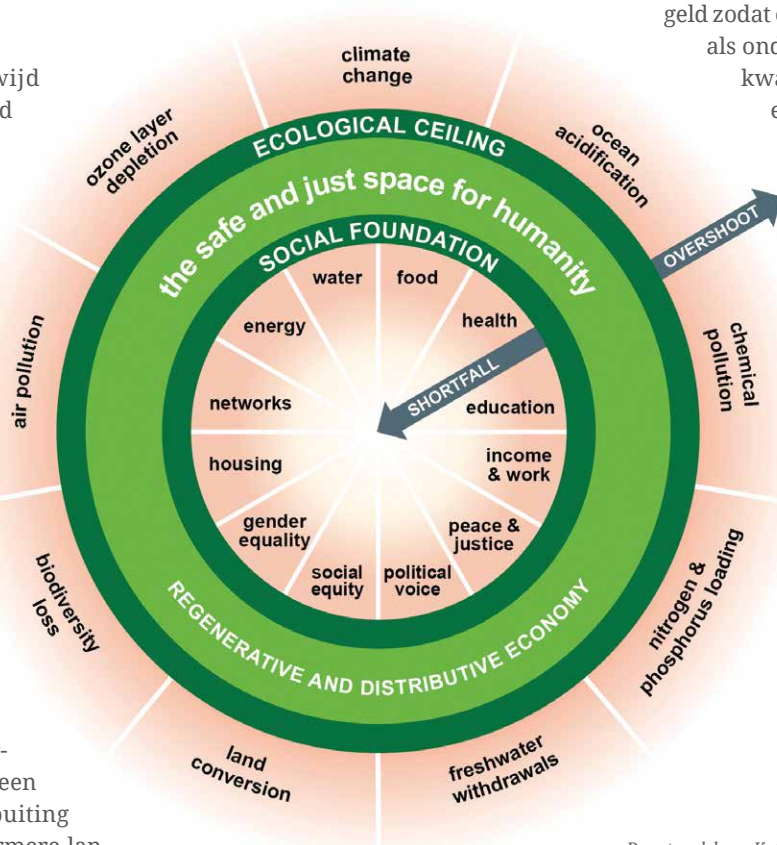 geld zodat
als ond
kwa
wijd
d
climate
change
ozone layer
depletion
ocean
acidification
ECOLOGICAL CEILING
the safe and just space for humanity
SOCIAL FOUNDATION
OVERSHOOT
water
food
energy
health
SHORTFALL
air pollution
chemical
pollution
networks
education
housing
income
& work
gender
equality
peace &
justice
social
equity
political
voice
biodiversity
loss
nitrogen &
phosphorus loading
REGENERATIVE AND DISTRIBUTIVE ECONOMY
land
conversion
freshwater
withdrawals
-
een
buiting